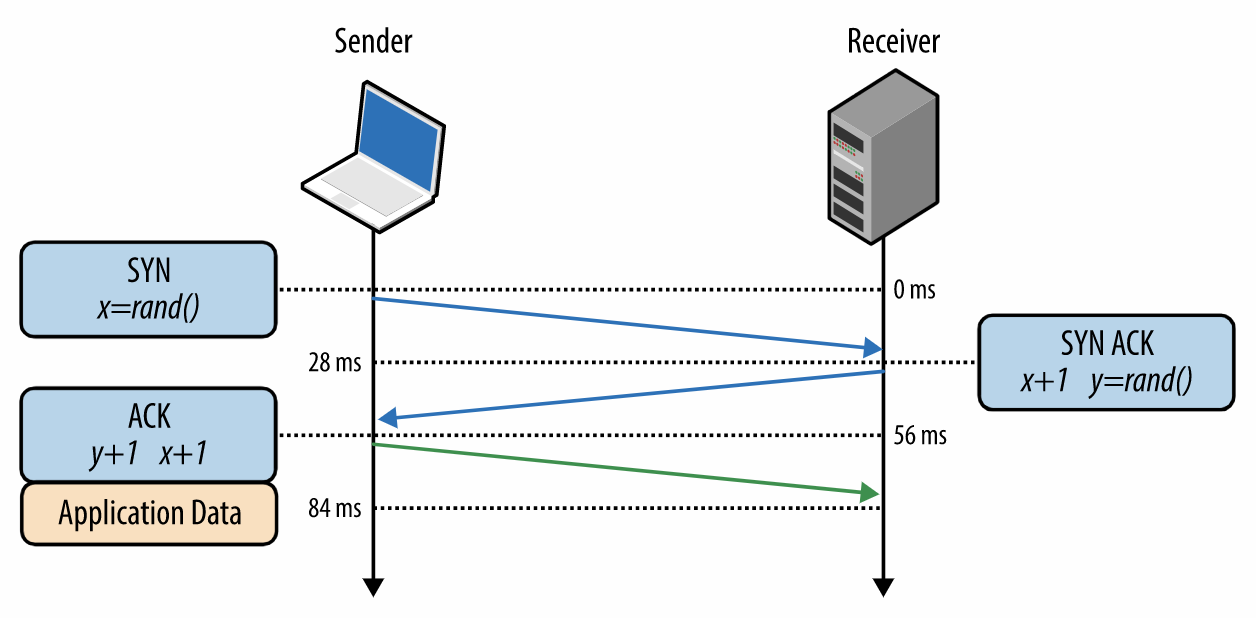 Sender
Receiver
SYN
x=rand()
0 ms
28 ms
SYN ACK
x+1 y=rand()
ACK
y+1 x+1
56 ms
Application Data
84 ms